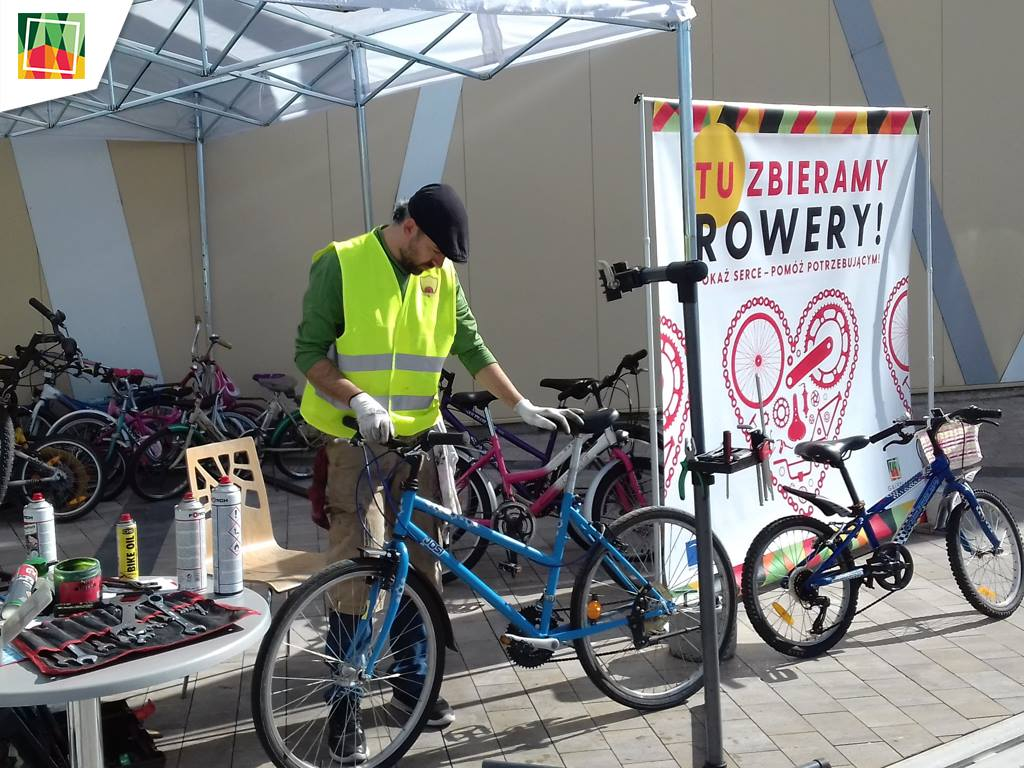 TU ZBIERAMY
ROWERY!
OKAŻ SERCE – POMÓŻ POTRZEBUJĄCYM!
BIKE OIL